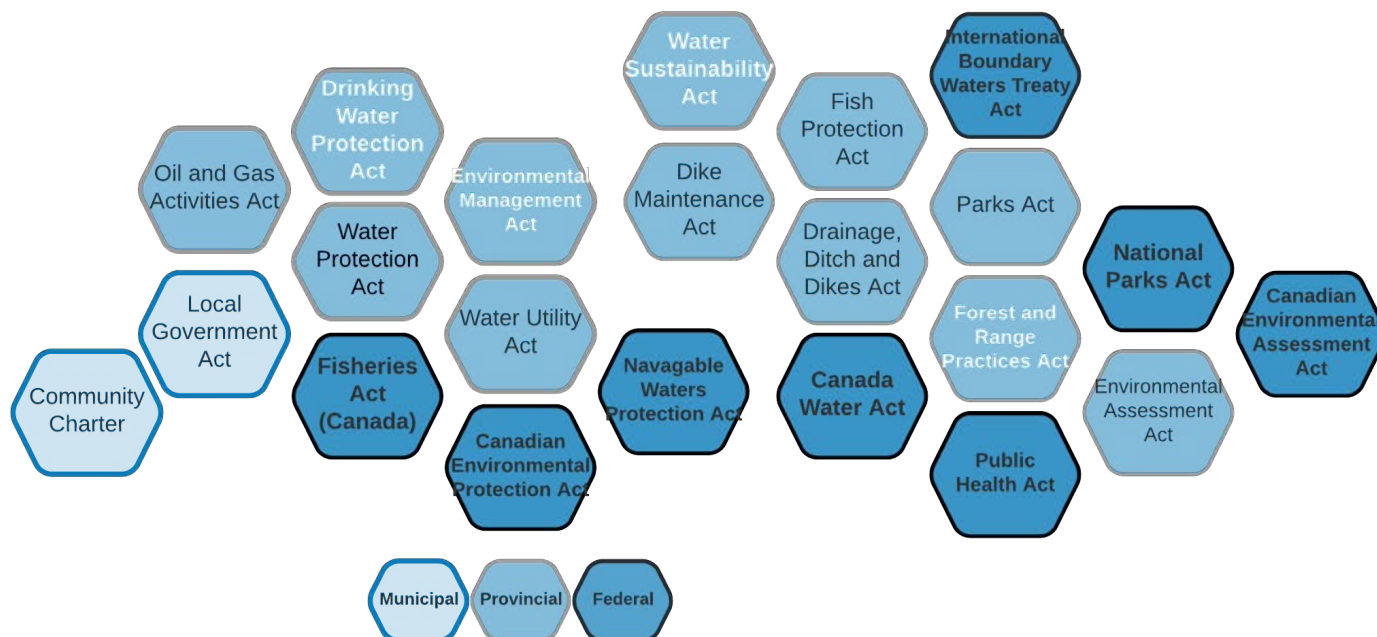 Water
Sustainability
Act
International
Boundary
Waters Treaty
Act
Drinking
Water
Protection
Act
Fish
Protection
Act
Oil and Gas
Activities Act
Environmental
Management
Act
Dike
Maintenance
Act
Parks Act
Water
Protection
Act
Drainage,
Ditch and
Dikes Act
National
Parks Act
Local
Government
Act
Water Utility
Act
Forest and
Range
Practices Act
Canadian
Environmental
Assessment
Act
Community
Charter
Fisheries
Act
(Canada)
Navagable
Waters
Protection Act
Canada
Water Act
Environmental
Assessment
Act
Canadian
Environmental
Protection Act
Public
Health Act
Municipal
Provincial
Federal